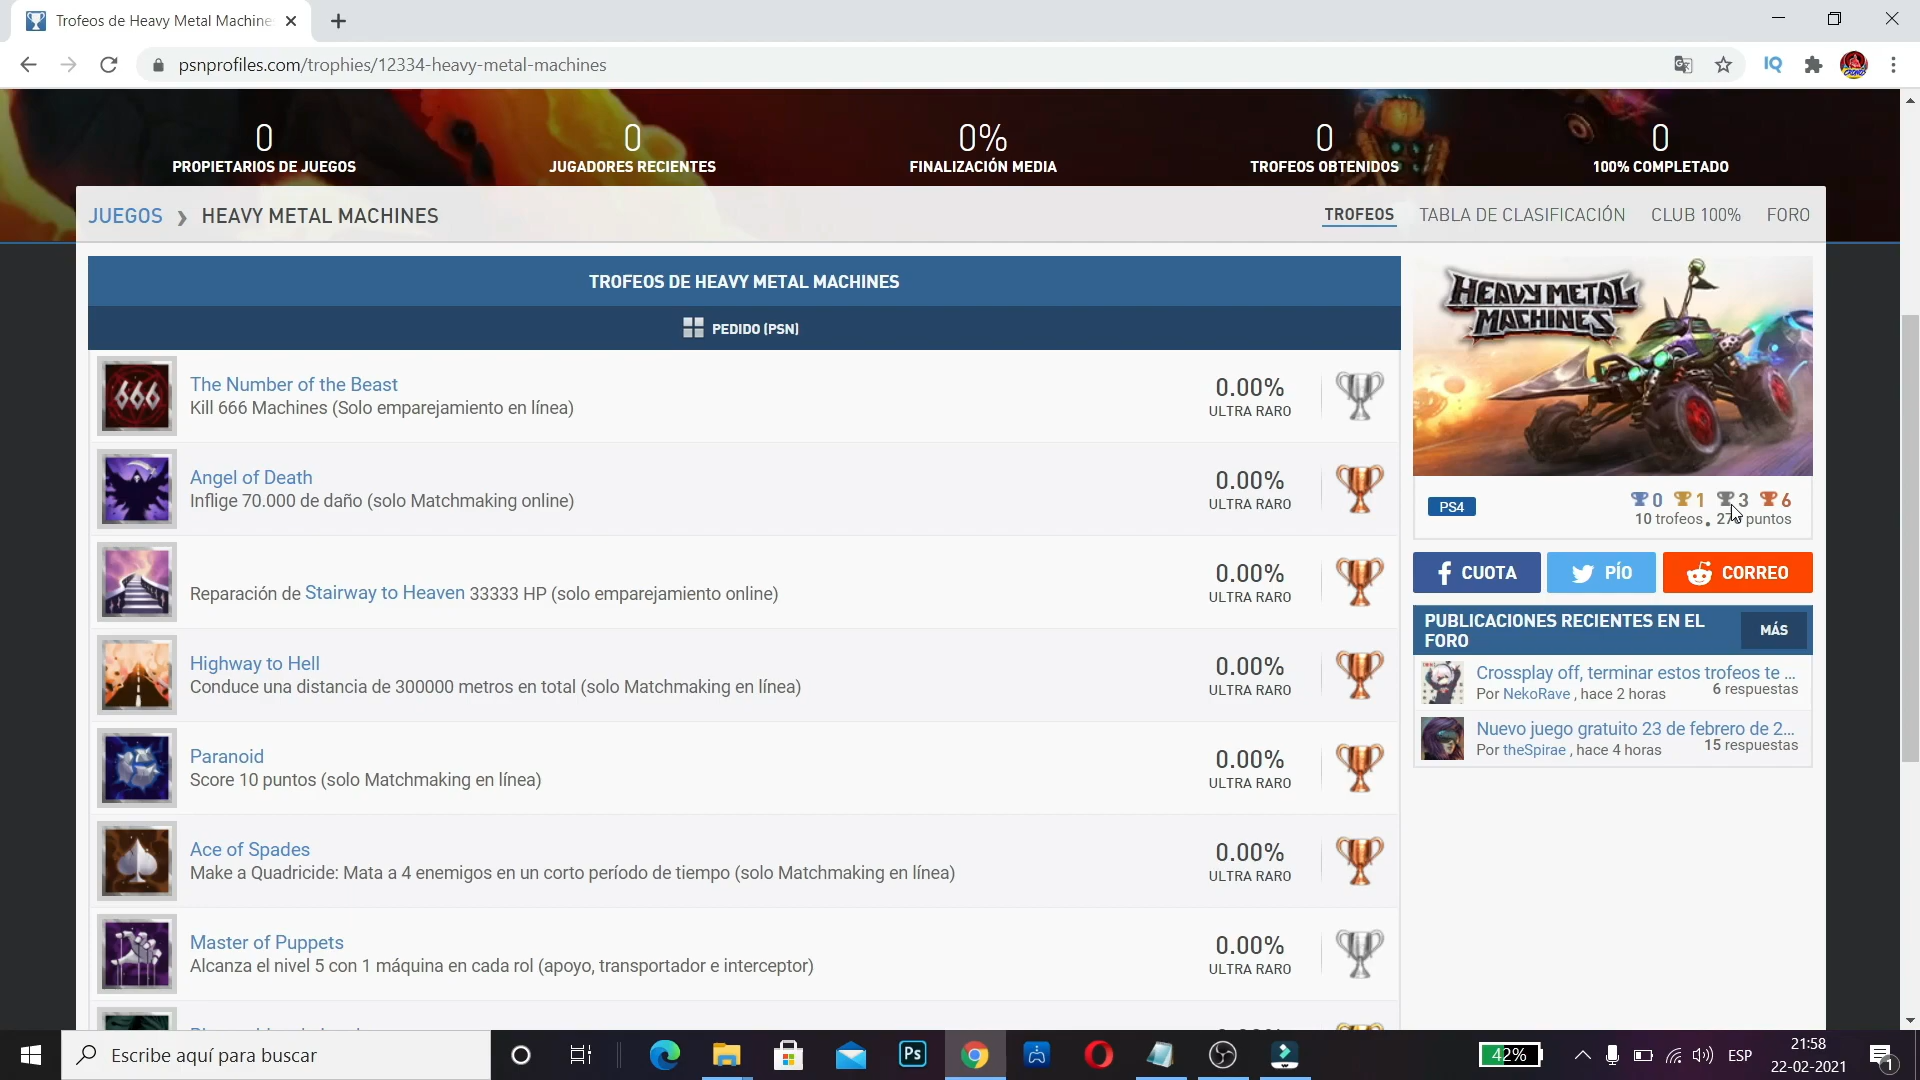 Trofeos de Heavy Metal Machine
psnprofiles.com/trophies/12334-heavy-metal-machines
IQ
0
PROPIETARIOS DE JUEGOS
0
JUGADORES RECIENTES
0%
FINALIZACIÓN MEDIA
0
TROFEOS OBTENIDOS
0
100% COMPLETADO
JUEGOS
HEAVY METAL MACHINES
TROFEOS
TABLA DE CLASIFICACIÓN
CLUB 100%
FORO
TROFEOS DE HEAVY METAL MACHINES
PEDIDO (PSN)
666
The Number of the Beast
Kill 666 Machines (Solo emparejamiento en línea)
0.00%
ULTRA RARO
Angel of Death
Inflige 70.000 de daño (solo Matchmaking online)
0.00%
ULTRA RARO
Reparación de Stairway to Heaven 33333 HP (solo emparejamiento online)
0.00%
ULTRA RARO
Highway to Hell
Conduce una distancia de 300000 metros en total (solo Matchmaking en línea)
0.00%
ULTRA RARO
Paranoid
Score 10 puntos (solo Matchmaking en línea)
0.00%
ULTRA RARO
Ace of Spades
Make a Quadricide: Mata a 4 enemigos en un corto período de tiempo (solo Matchmaking en línea)
0.00%
ULTRA RARO
Master of Puppets
Alcanza el nivel 5 con 1 máquina en cada rol (apoyo, transportador e interceptor)
0.00%
ULTRA RARO
HEAVY METAL
MACHINES
PS4
0 1 3 6
10 trofeos . puntos
CUOTA
PÍO
CORREO
PUBLICACIONES RECIENTES EN EL
FORO
MÁS
Crossplay off, terminar estos trofeos te ...
Por NekoRave , hace 2 horas
6 respuestas
Nuevo juego gratuito 23 de febrero de 2...
Por theSpirae , hace 4 horas
15 respuestas
Escribe aquí para buscar
Ps
42%
ESP
21:58
22-02-2021
1